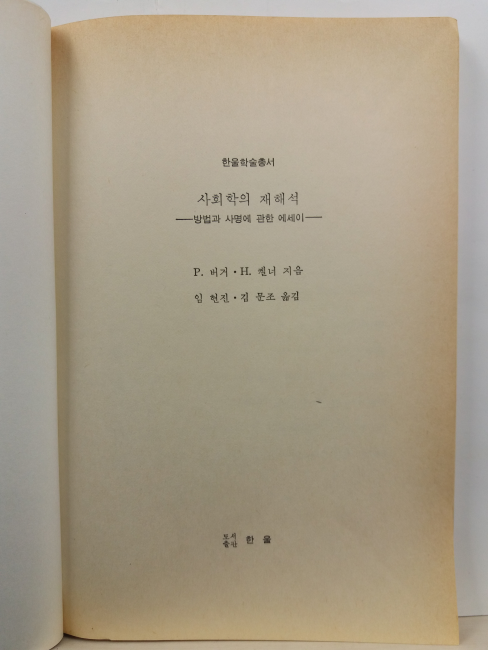 한울학술총서
사회학의 재해석
──방법과 사명에 관한 에세이──
P. 버거·H. 켈너 지음
임 현진·김 문조 옮김
도서출판 한울